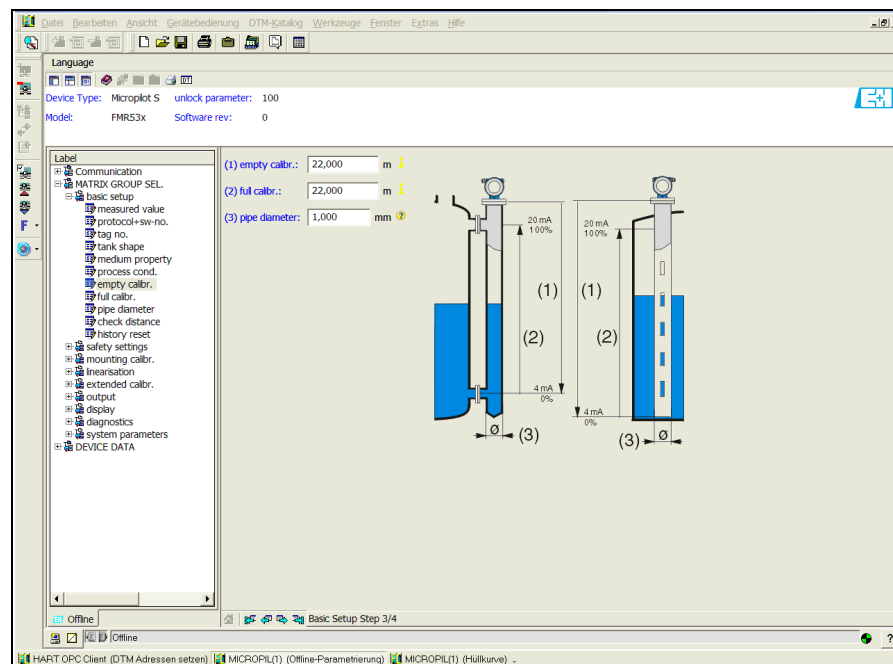 Datei Bearbeiten Ansicht Gerätebedienung DTM-Katalog Werkzeuge Fenster Extras Hilfe
Language
Device Type: Micropilot S unlock parameter: 100
Model: FMR53x Software rev: 0
Label
Communication
MATRIX GROUP SEL.
basic setup
measured value
protocol+sw-no.
tag no.
tank shape
medium property
process cond.
empty calibr.
full calibr.
pipe diameter
check distance
history reset
safety settings
mounting calbr.
linearisation
extended calibr.
output
display
diagnostics
system parameters
DEVICE DATA
(1) empty calibr.: 22,000 m
(2) full calibr.: 22,000 m
(3) pipe diameter: 1,000 mm ?
20 mA
100%
(1)
(2)
4 mA
0%
ø
(3)
20 mA
100%
(1)
(2)
4 mA
0%
(3)
ø
Offline
Basic Setup Step 3/4
Offline
HART OPC Client (DTM Adressen setzen) MICROPIL(1) (Offline-Parametrierung) MICROPIL(1) (Hüllkurve)